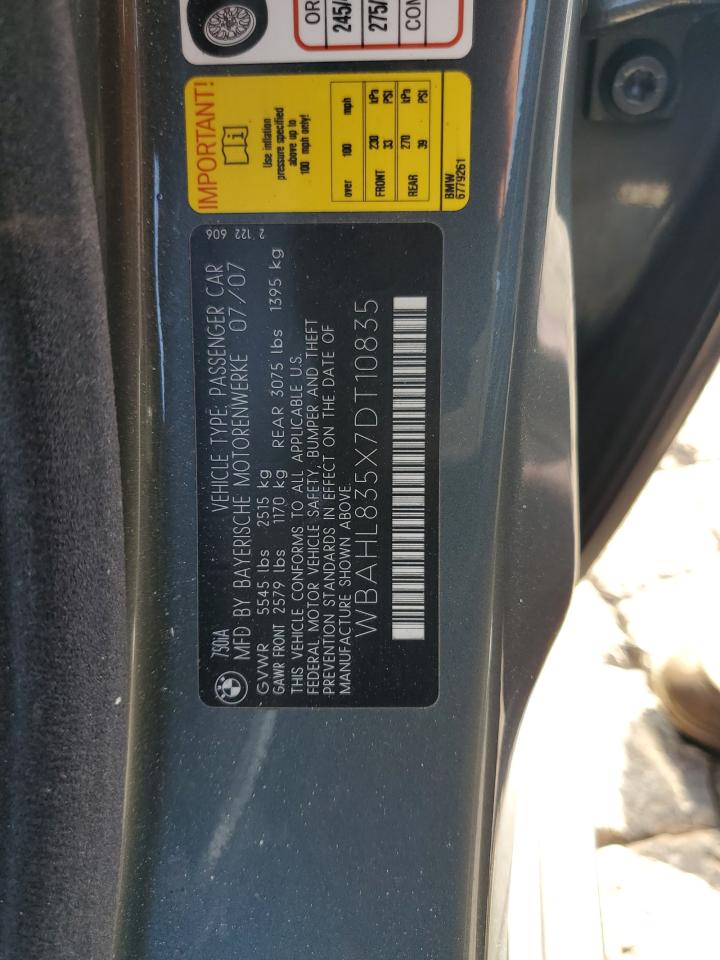 OR
245/
275/
CON
IMPORTANT!
Use inflation
pressure specified
above up to
100 mph only!
over 100 mph
FRONT 230 kPa
33 PSI
REAR 270 kPa
39 PSI
BMW
6779261
2 122 606
750iA VEHICLE TYPE: PASSENGER CAR
MFD BY BAYERISCHE MOTORENWERKE 07/07
GVWR 5545 lbs 2515 kg
GAWR FRONT 2579 lbs 1170 kg REAR 3075 lbs 1395 kg
THIS VEHICLE CONFORMS TO ALL APPLICABLE U.S.
FEDERAL MOTOR VEHICLE SAFETY, BUMPER AND THEFT
PREVENTION STANDARDS IN EFFECT ON THE DATE OF
MANUFACTURE SHOWN ABOVE.
WBAHL835X7DT10835